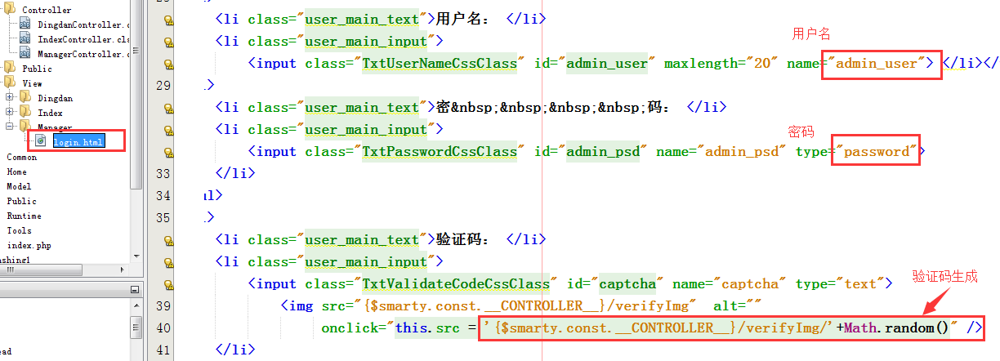 Controller
DingdanController.c
IndexController.cls
ManagerController.c
Public
View
Dingdan
Index
Manager
login.html
Common
Home
Model
Public
Runtime
Tools
index.php
ashing1
ead
<li class="user_main_text">用户名： </li>
<li class="user_main_input">
用户名
<input class="TxtUserNameCssClass" id="admin_user" maxlength="20" name="admin_user"> </li></
29 .>
<li class="user_main_text">密&nbsp;&nbsp;&nbsp;&nbsp;码： </li>
<li class="user_main_input">
密码
<input class="TxtPasswordCssClass" id="admin_psd" name="admin_psd" type="password">
33 </li>
34 ul>
35 .>
<li class="user_main_text">验证码： </li>
<li class="user_main_input">
验证码生成
<input class="TxtValidateCodeCssClass" id="captcha" name="captcha" type="text">
39 <img src="{$smarty.const.__CONTROLLER__}/verifyImg" alt=""
40 onclick="this.src = '{$smarty.const.__CONTROLLER__}/verifyImg/'+Math.random()" />
41 </li>